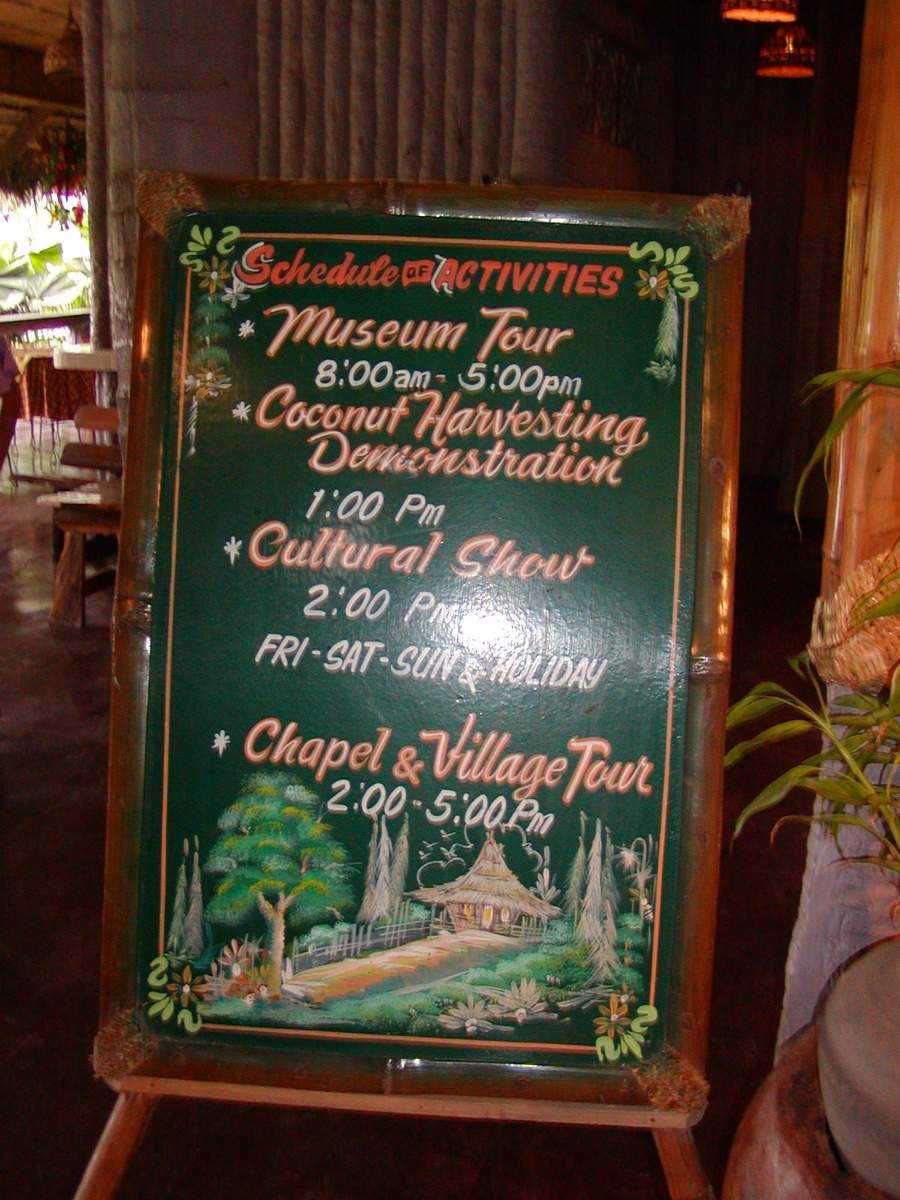 Schedule OF ACTIVITIES
* Museum Tour
8:00am - 5:00pm
* Coconut Harvesting
Demonstration
1:00 Pm
* Cultural Show
2:00 Pm
FRI - SAT - SUN & HOLIDAY
* Chapel & Village Tour
2:00 - 5:00 Pm